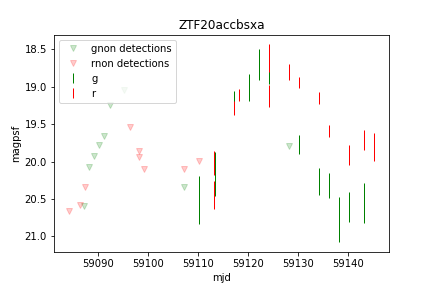 ZTF20accbsxa
gnon detections
rnon detections
g
r
18.5
19.0
19.5
20.0
20.5
21.0
magpsf
59090 59100 59110 59120 59130 59140
mjd